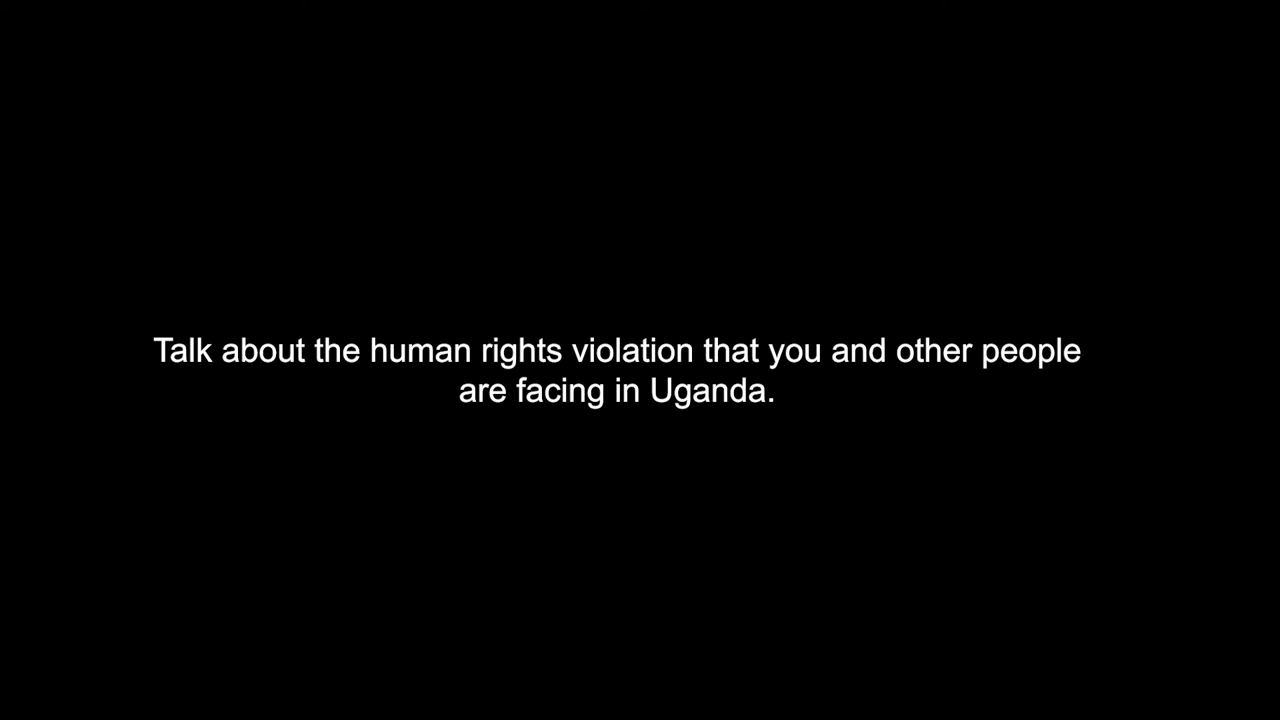 Talk about the human rights violation that you and other people
are facing in Uganda.